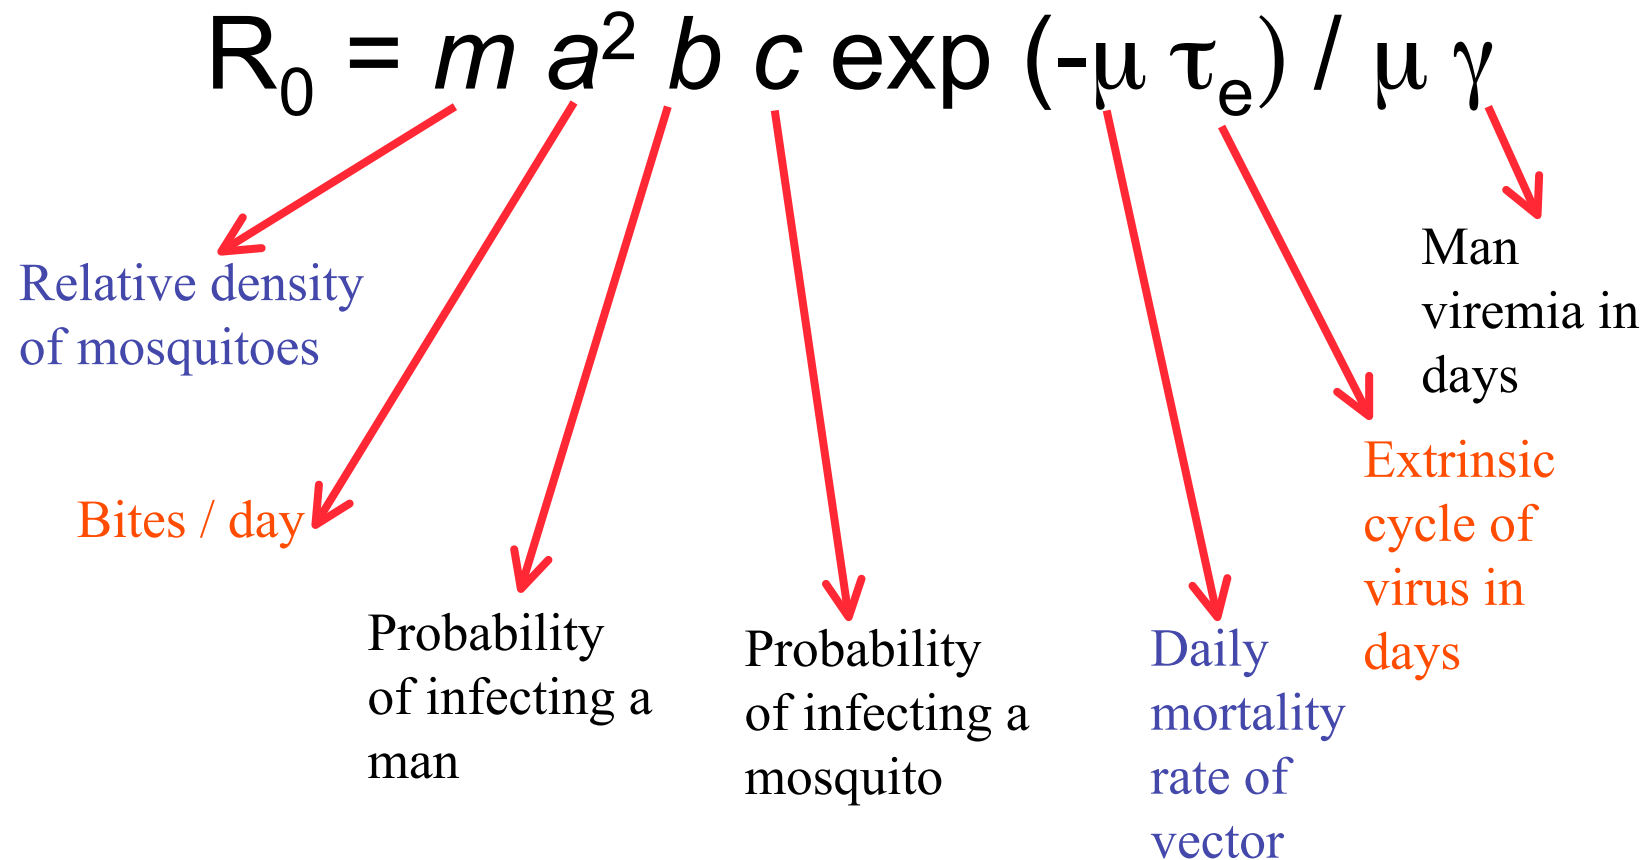 R₀ = m a² b c exp (-μ τₑ) / μ γ
Relative density
of mosquitoes
Bites / day
Probability
of infecting a
man
Probability
of infecting a
mosquito
Daily
mortality
rate of
vector
Extrinsic
cycle of
virus in
days
Man
viremia in
days